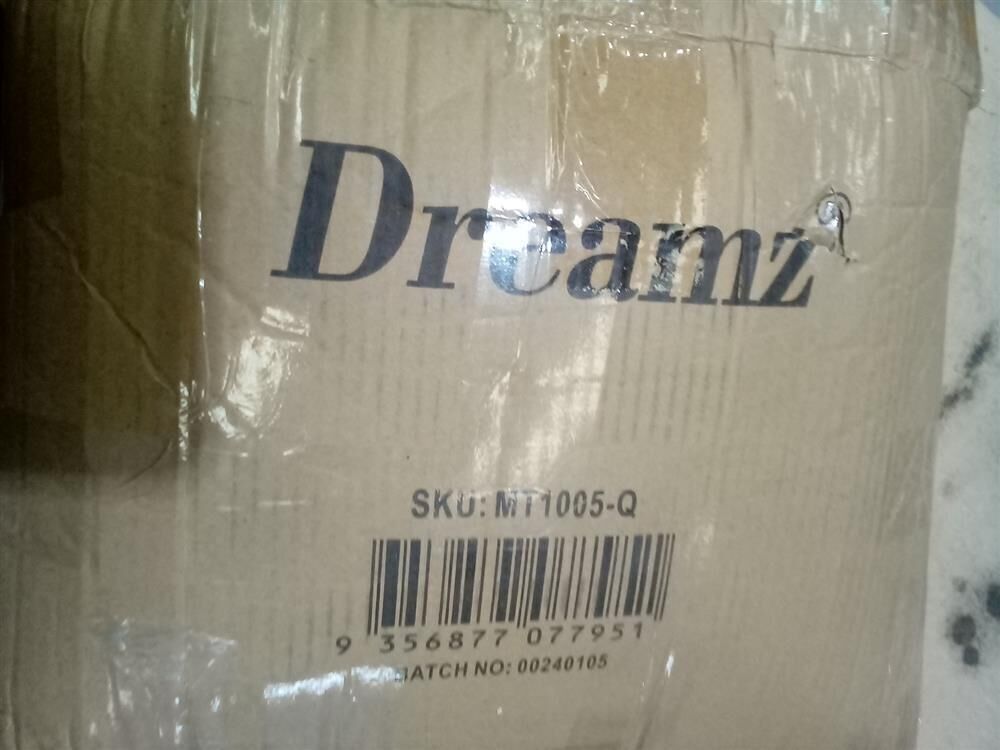 Dreamz
SKU: MT1005-Q
9 356877 077951
BATCH NO: 00240105